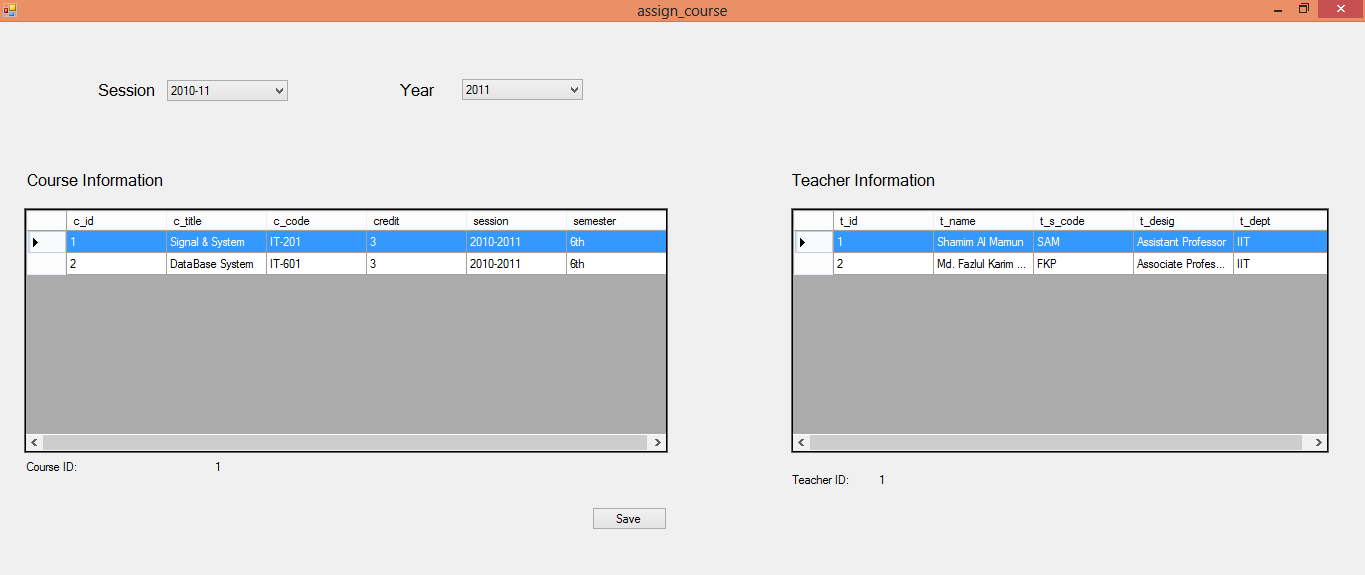 assign_course
Session 2010-11 Year 2011
Course Information
c_id c_title c_code credit session semester
1 Signal & System IT-201 3 2010-2011 6th
2 DataBase System IT-601 3 2010-2011 6th
Course ID: 1
Teacher Information
t_id t_name t_s_code t_desig t_dept
1 Shamim Al Mamun SAM Assistant Professor IIT
2 Md. Fazlul Karim ... FKP Associate Profes... IIT
Teacher ID: 1
Save